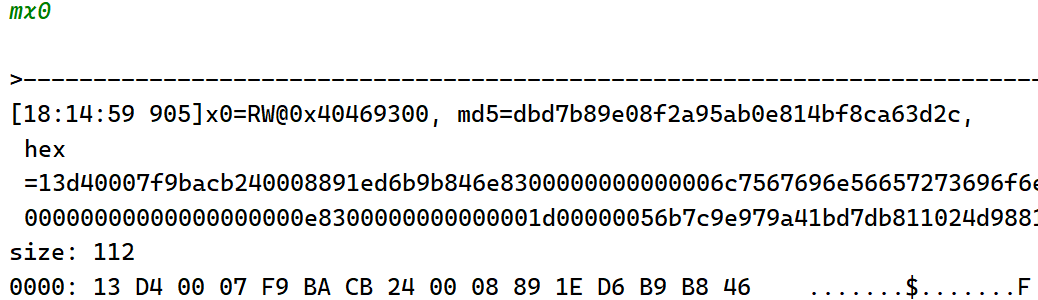 mx0
>-----------------------------------------------------------------------------
[18:14:59 905]x0=RW@0x40469300, md5=dbd7b89e08f2a95ab0e814bf8ca63d2c,
hex
=13d40007f9bacb240008891ed6b9b846e8300000000000006c7567696e56657273696f6e
00000000000000000000e8300000000000001d00000056b7c9e979a41bd7db811024d9881
size: 112
0000: 13 D4 00 07 F9 BA CB 24 00 08 89 1E D6 B9 B8 46    .......$.......F